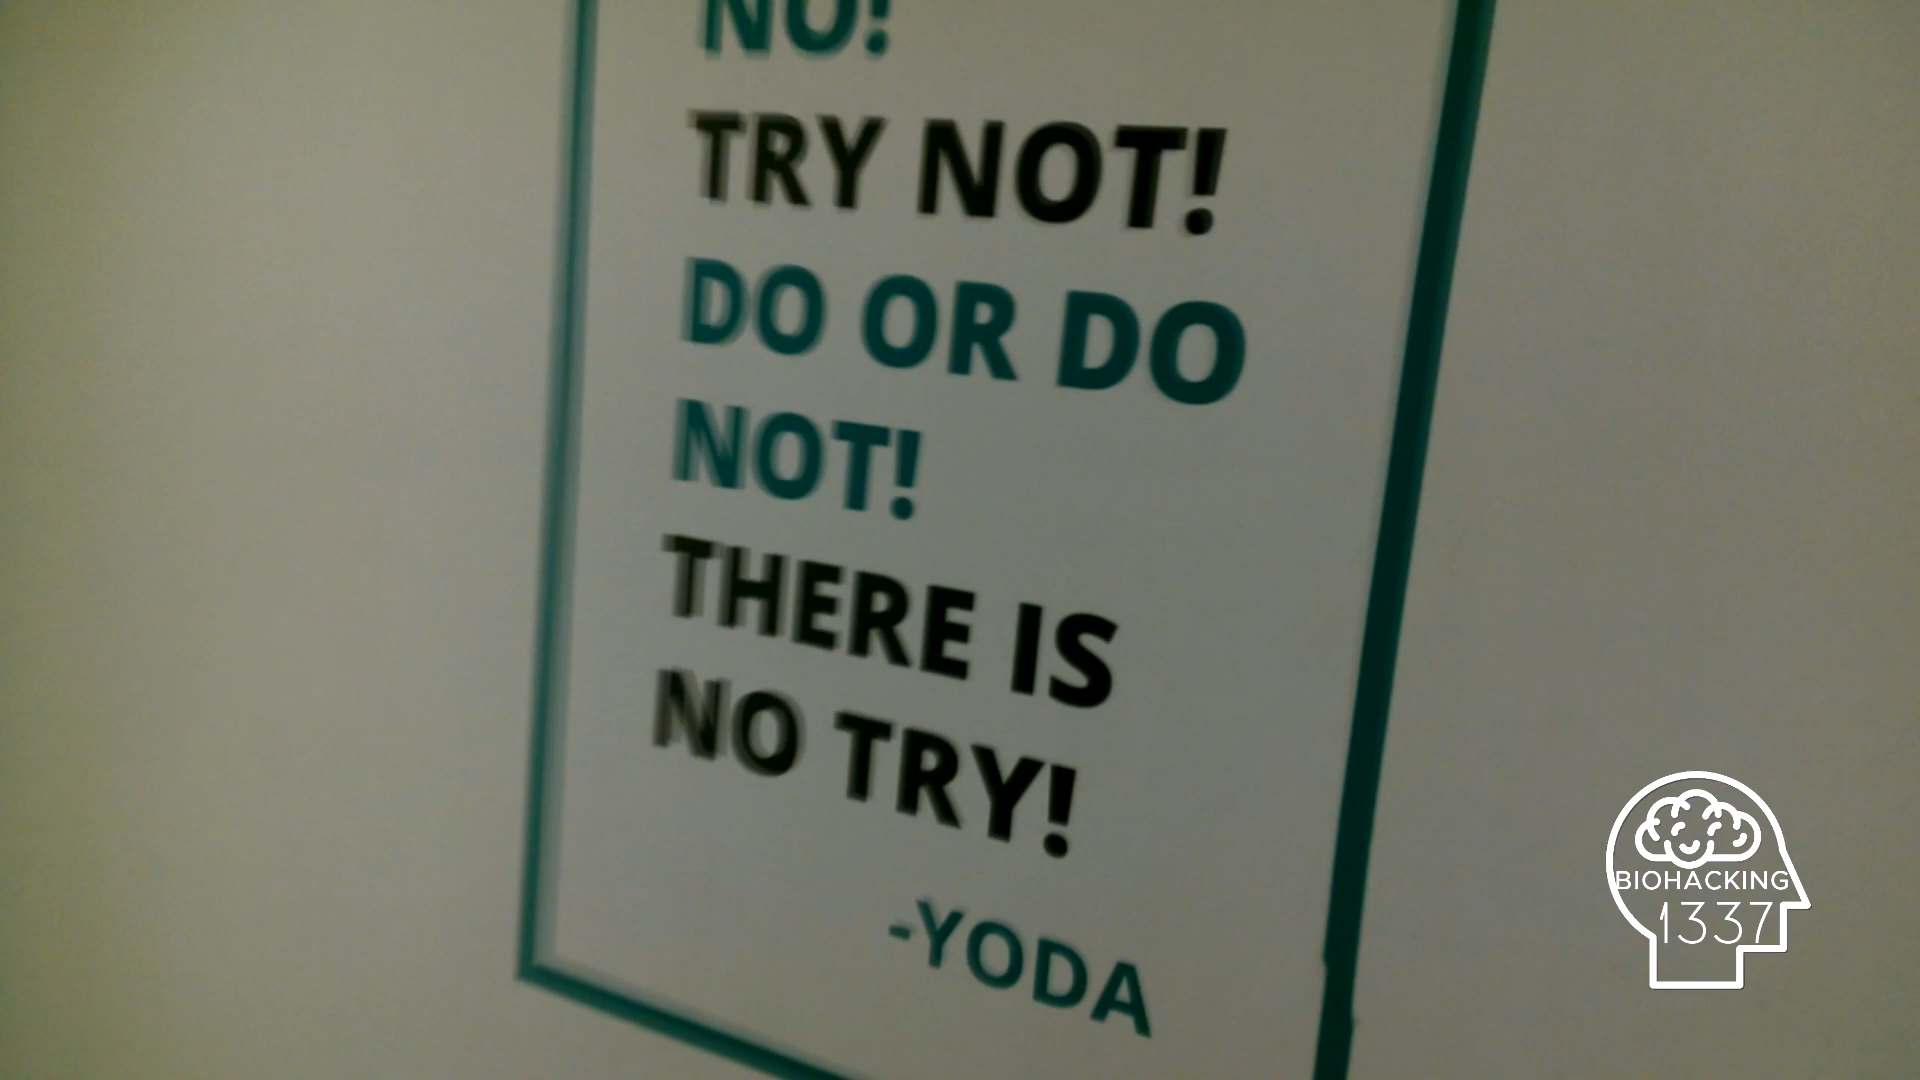 NO!
TRY NOT!
DO OR DO
NOT!
THERE IS
NO TRY!
-YODA
BIOHACKING
1337